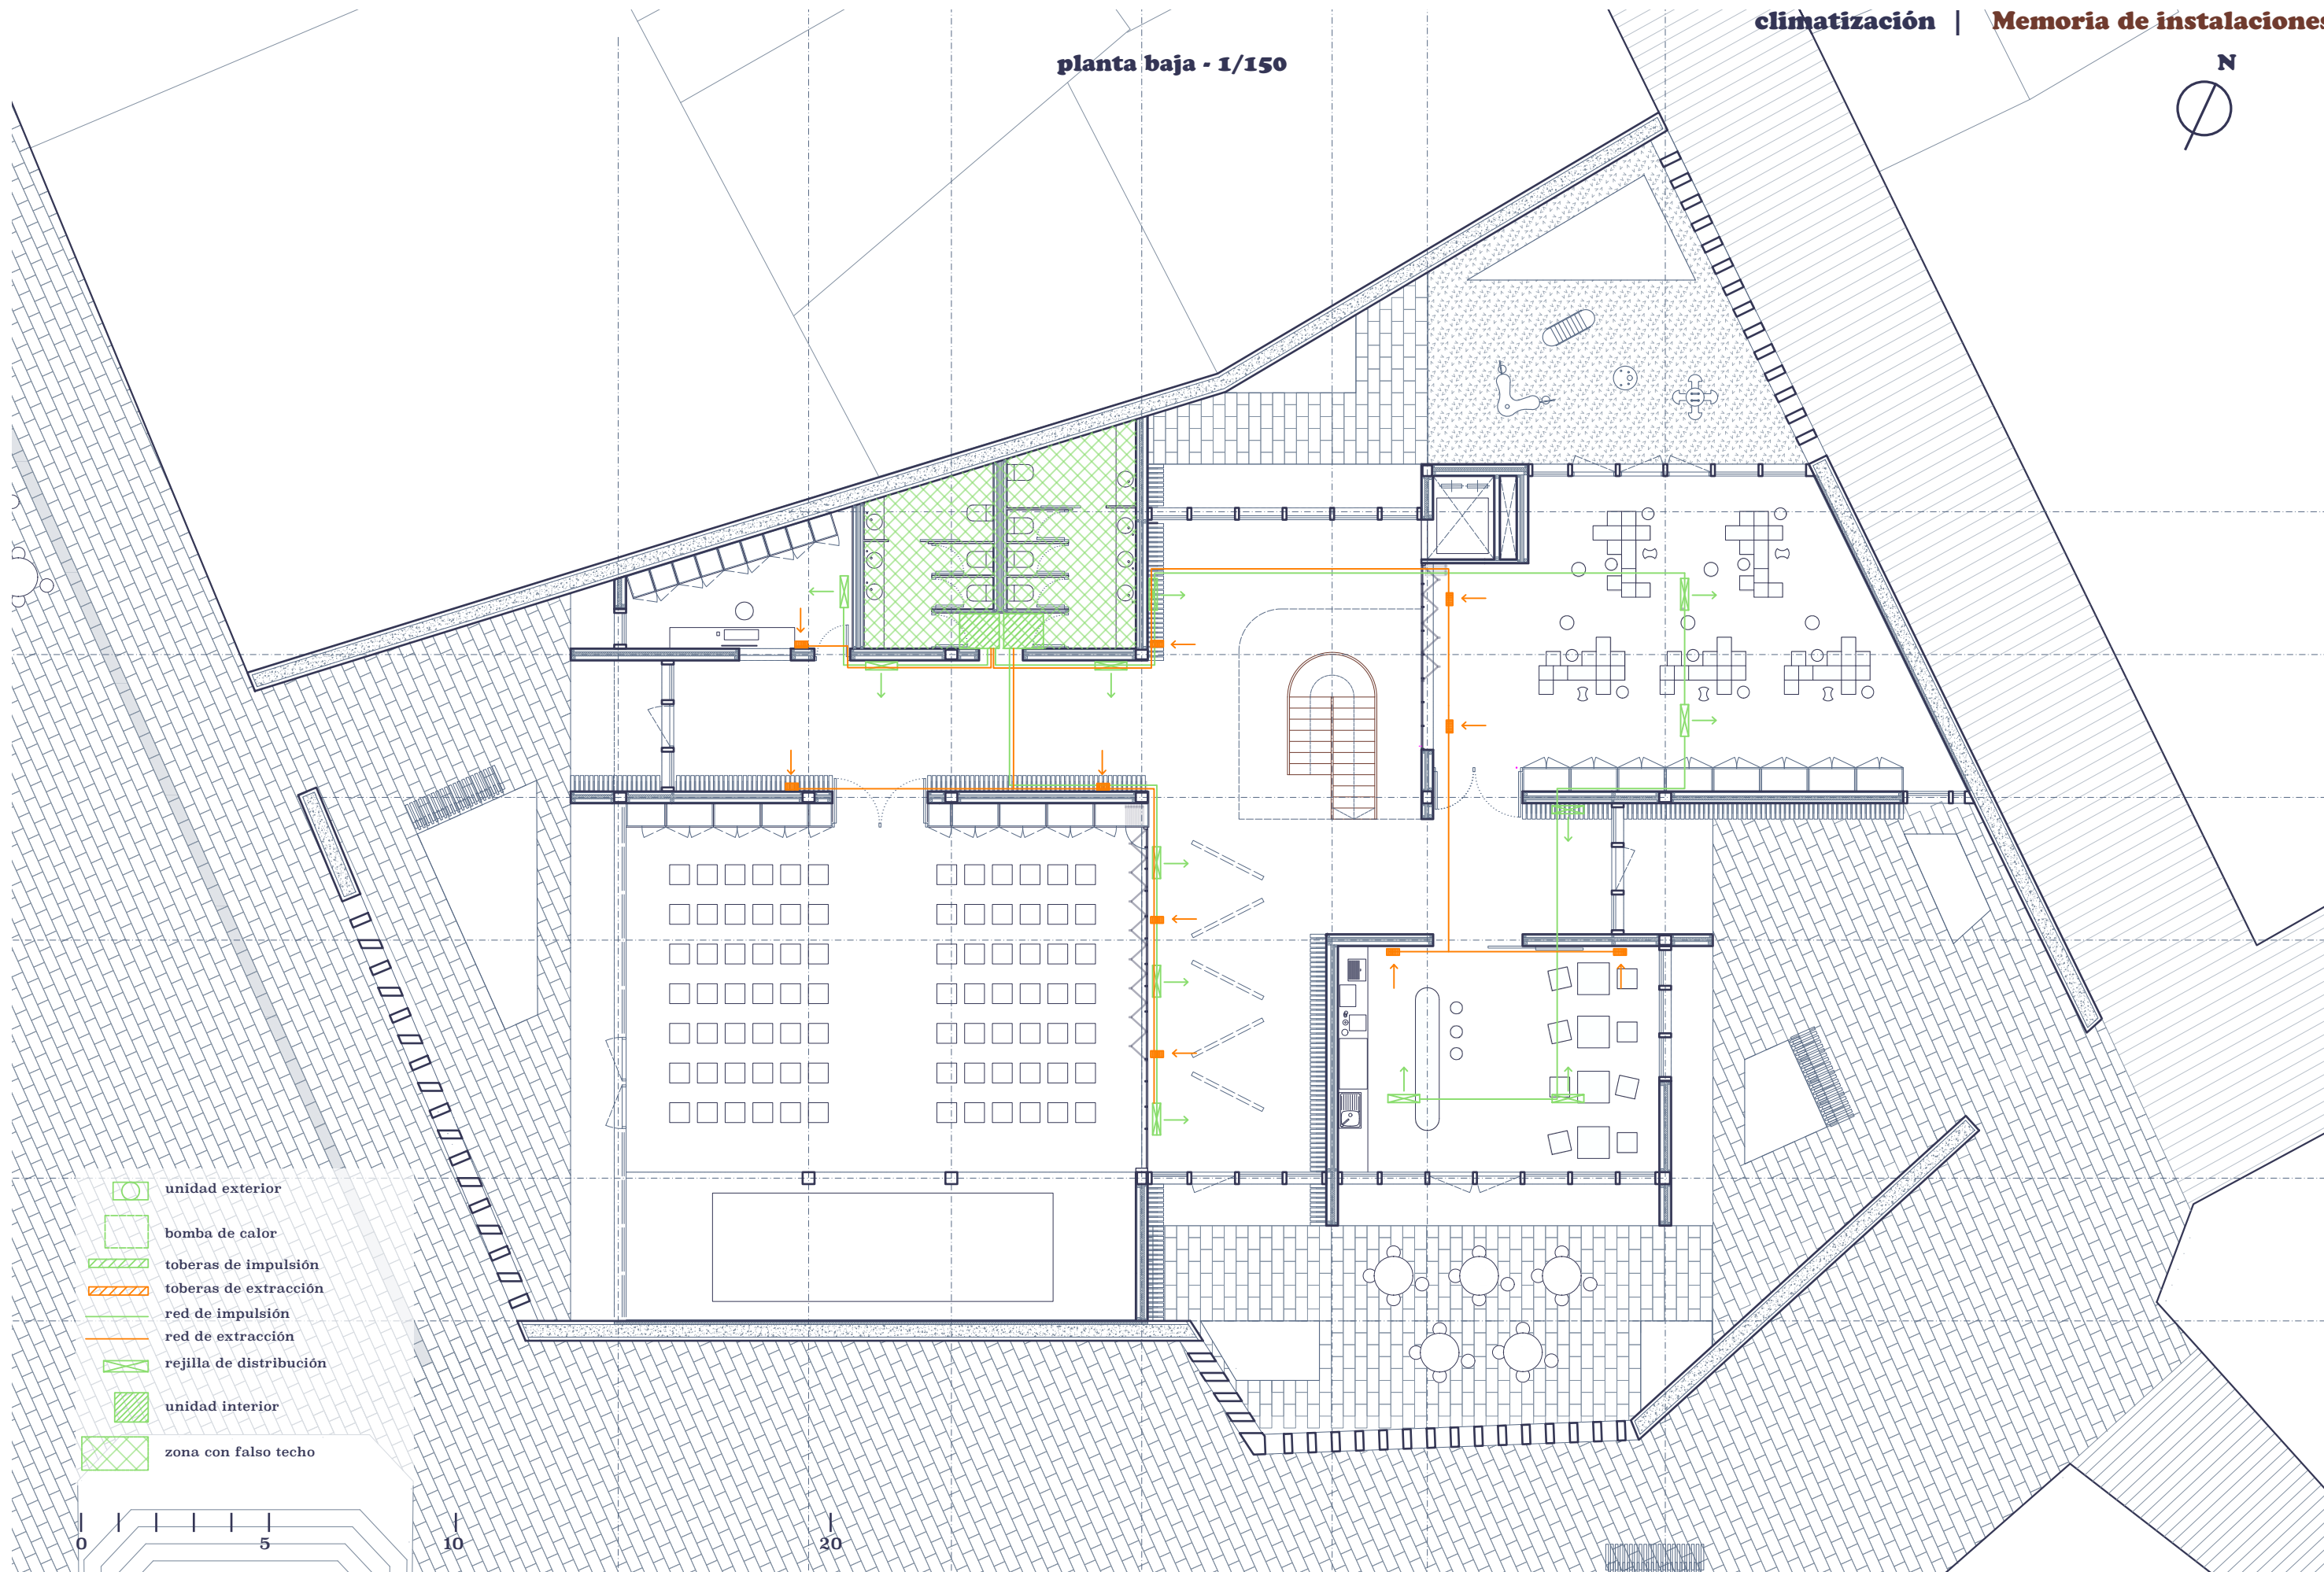 climatización | Memoria de instalaciones
planta baja - 1/150
N
unidad exterior
bomba de calor
toberas de impulsión
toberas de extracción
red de impulsión
red de extracción
rejilla de distribución
unidad interior
zona con falso techo
0 5 10 20